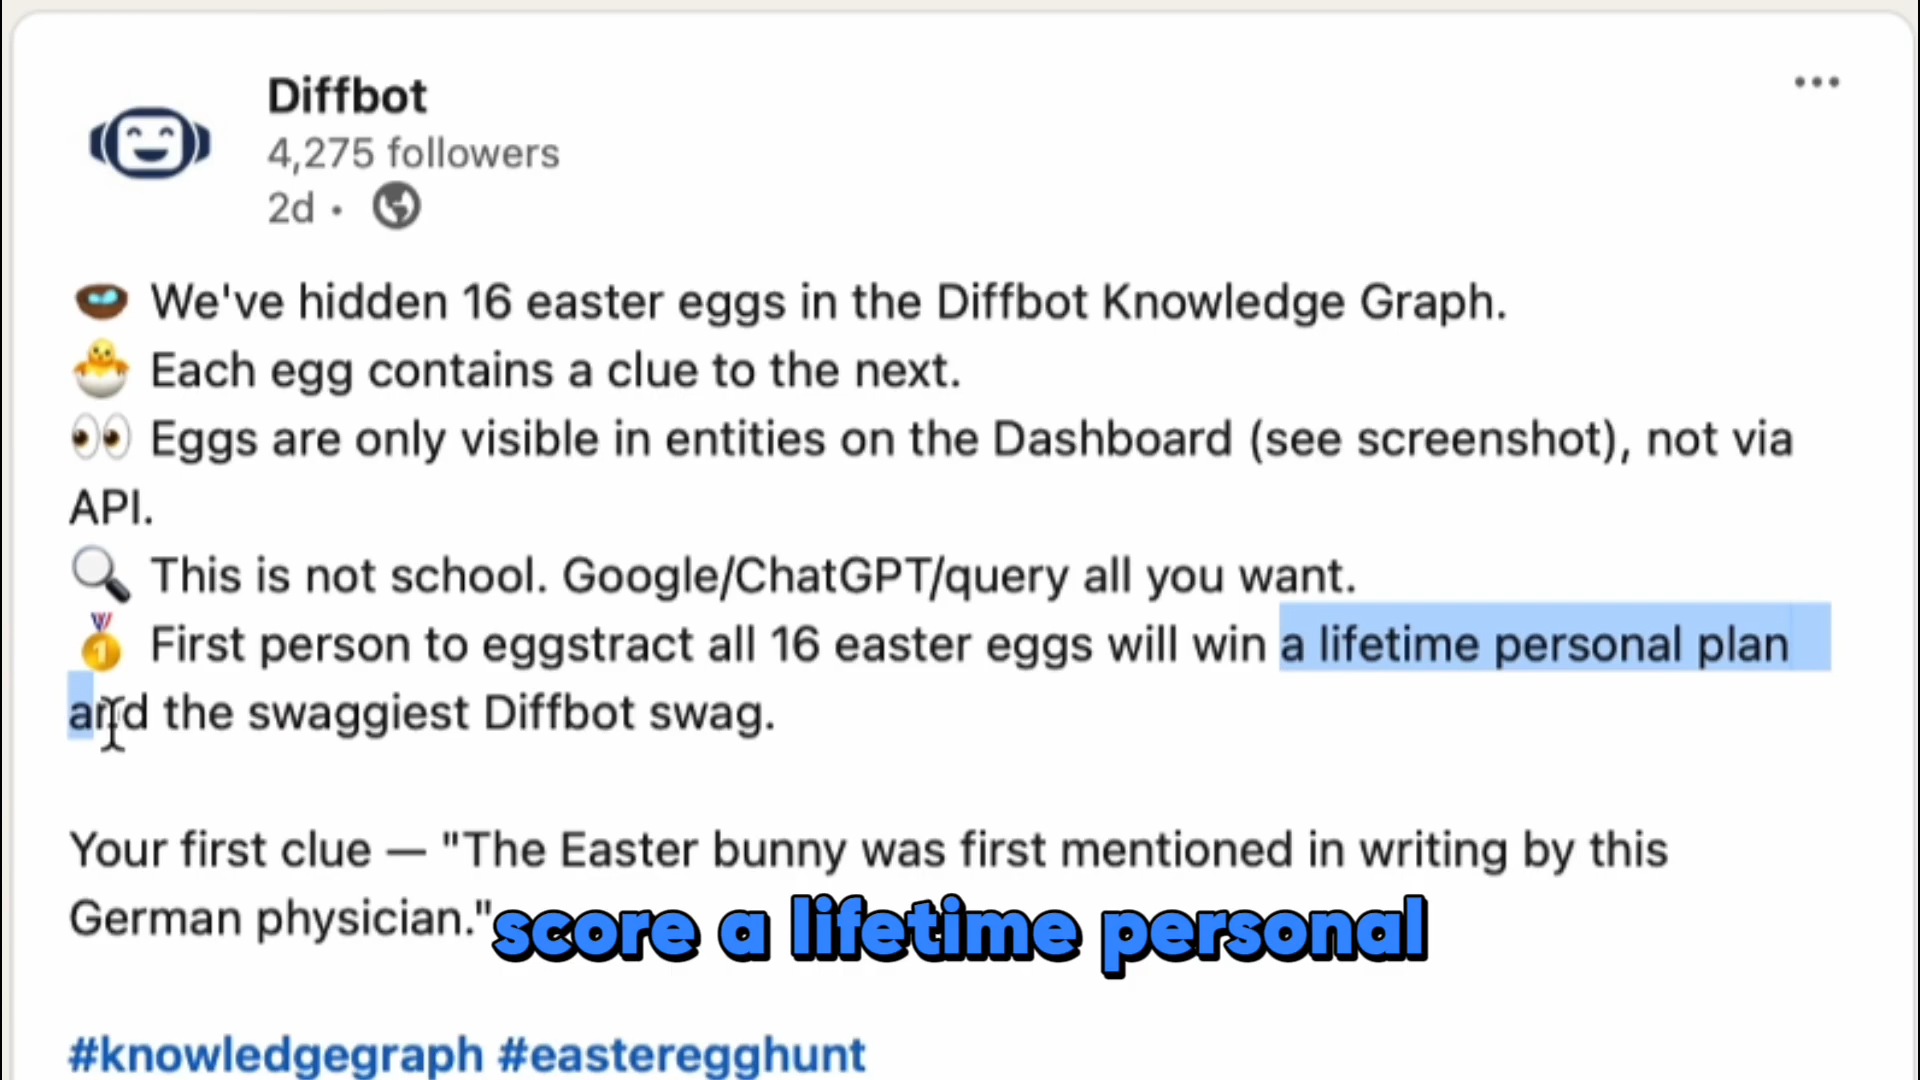 Diffbot
4,275 followers
2d •
We've hidden 16 easter eggs in the Diffbot Knowledge Graph.
Each egg contains a clue to the next.
Eggs are only visible in entities on the Dashboard (see screenshot), not via
API.
This is not school. Google/ChatGPT/query all you want.
First person to eggstract all 16 easter eggs will win a lifetime personal plan
and the swaggiest Diffbot swag.
Your first clue — "The Easter bunny was first mentioned in writing by this
German physician."
score a lifetime personal
#knowledgegraph #easteregghunt